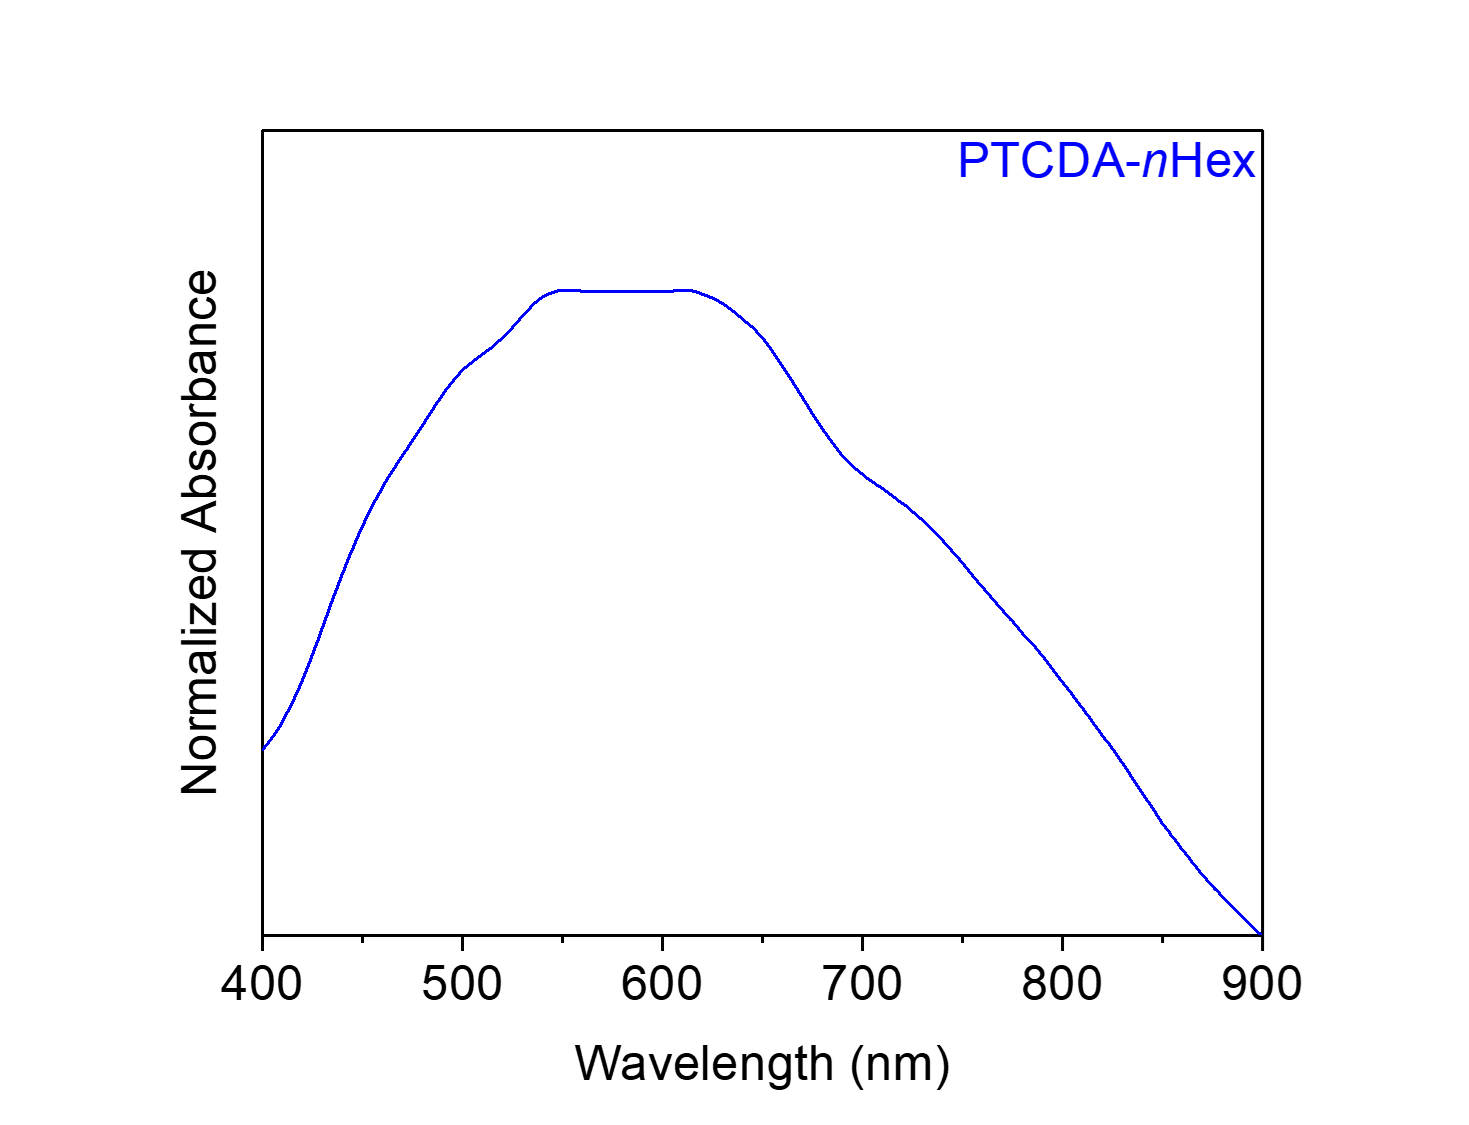 PTCDA-nHex
Normalized Absorbance
400 500 600 700 800 900
Wavelength (nm)